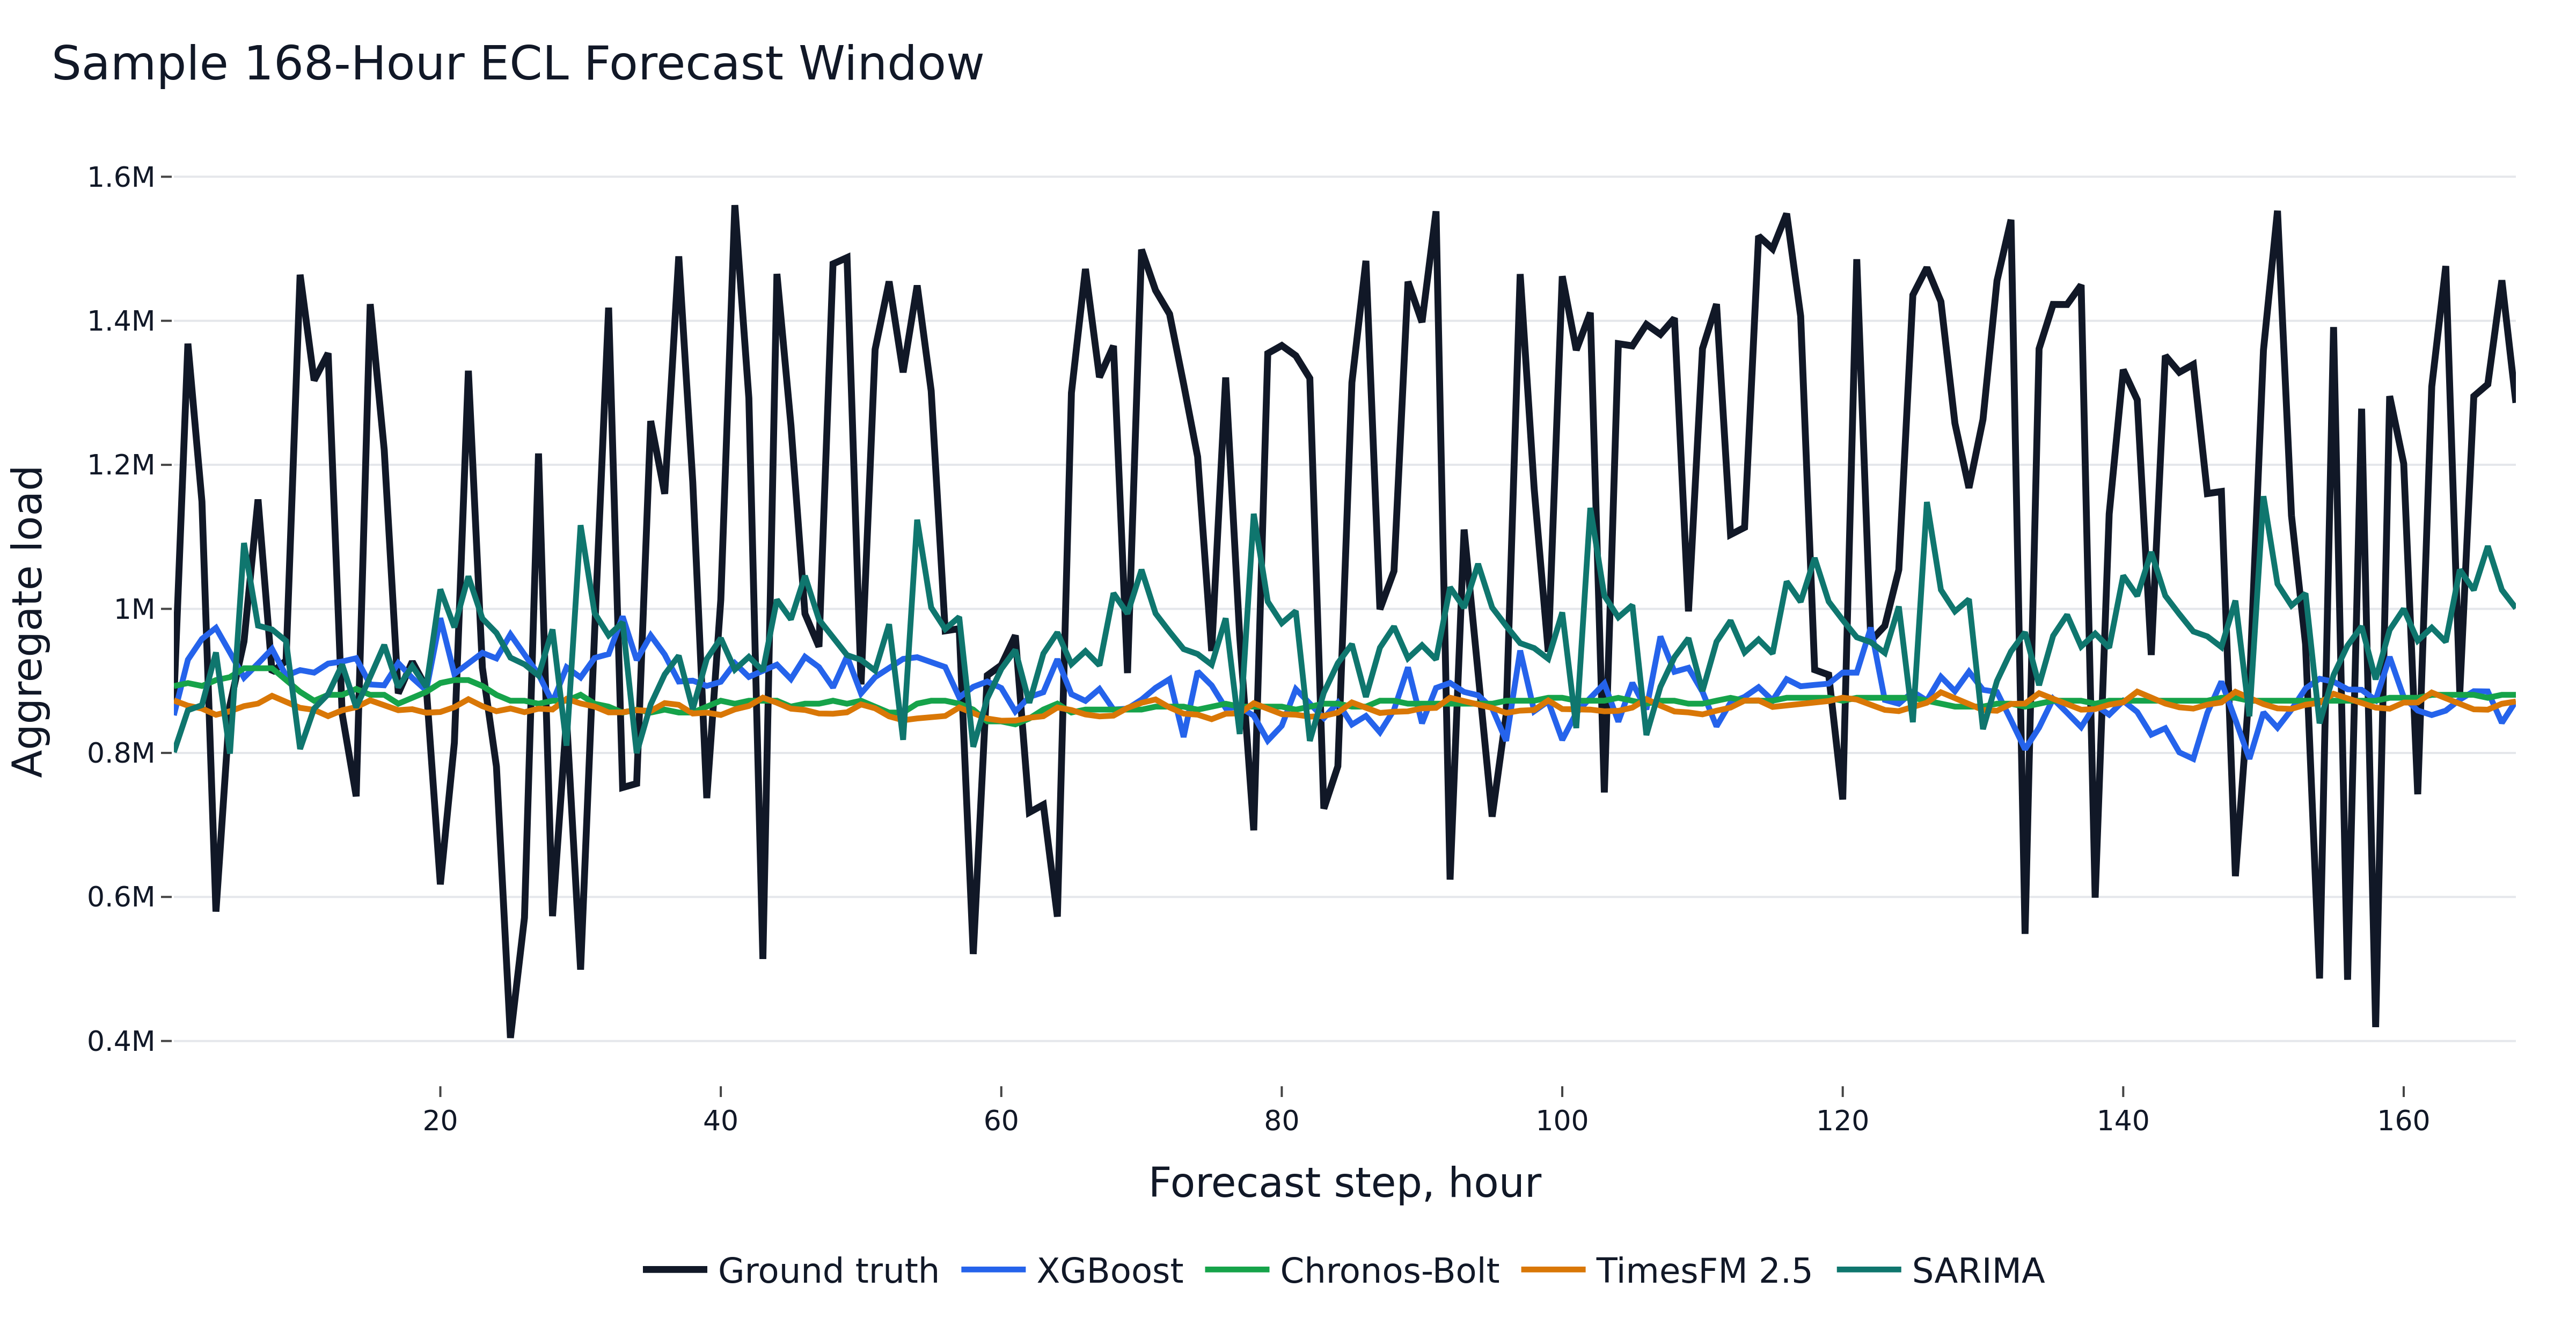 Sample 168-Hour ECL Forecast Window
1.6M
1.4M
1.2M
1M
0.8M
0.6M
0.4M
Aggregate load
20 40 60 80 100 120 140 160
Forecast step, hour
Ground truth XGBoost Chronos-Bolt TimesFM 2.5 SARIMA